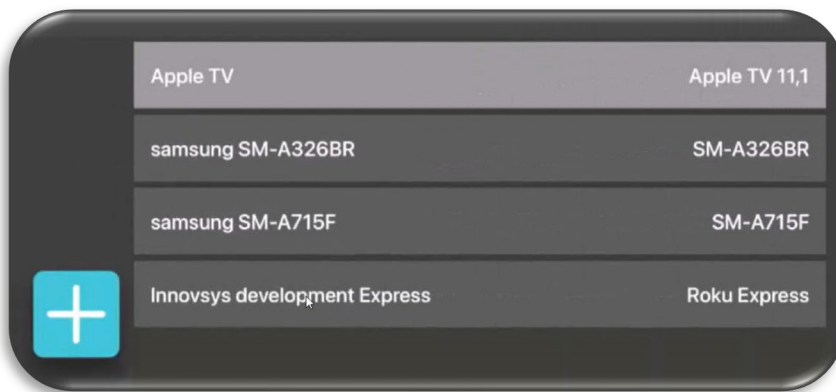 Apple TV Apple TV 11,1
samsung SM-A326BR SM-A326BR
samsung SM-A715F SM-A715F
Innovsys development Express Roku Express